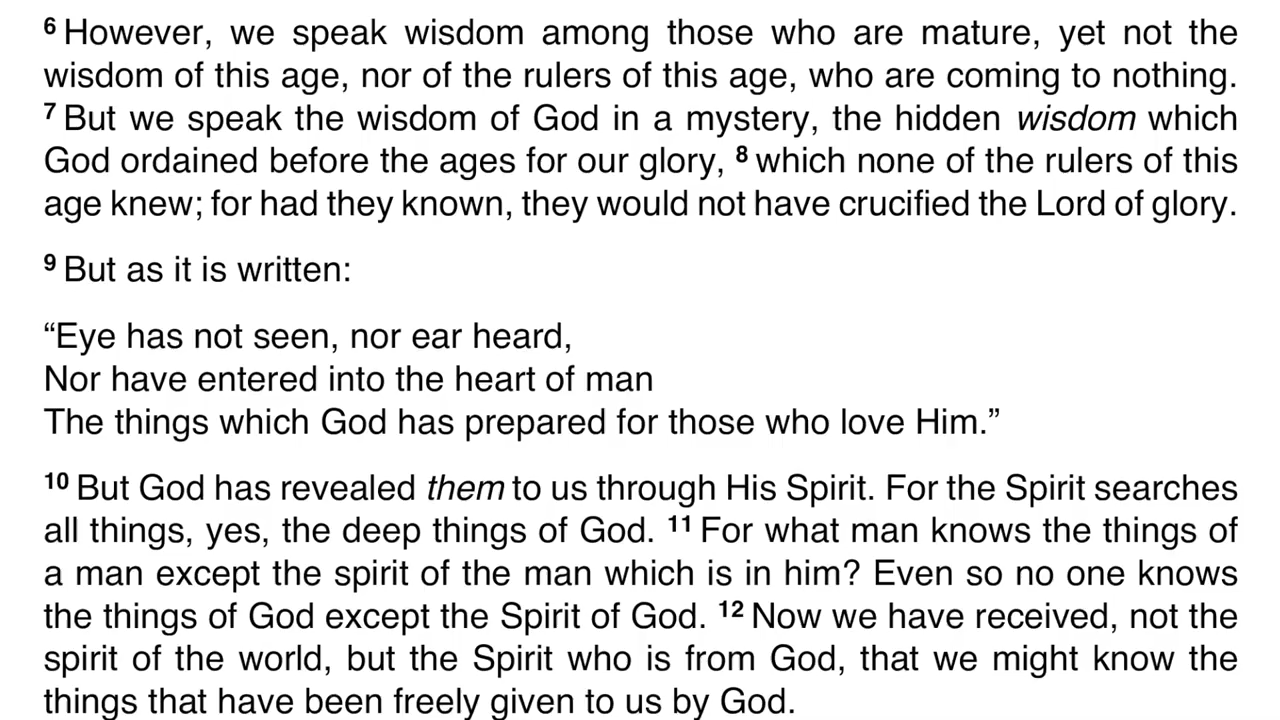 6 However, we speak wisdom among those who are mature, yet not the
wisdom of this age, nor of the rulers of this age, who are coming to nothing.
7 But we speak the wisdom of God in a mystery, the hidden wisdom which
God ordained before the ages for our glory, 8 which none of the rulers of this
age knew; for had they known, they would not have crucified the Lord of glory.
9 But as it is written:
“Eye has not seen, nor ear heard,
Nor have entered into the heart of man
The things which God has prepared for those who love Him.”
10 But God has revealed them to us through His Spirit. For the Spirit searches
all things, yes, the deep things of God. 11 For what man knows the things of
a man except the spirit of the man which is in him? Even so no one knows
the things of God except the Spirit of God. 12 Now we have received, not the
spirit of the world, but the Spirit who is from God, that we might know the
things that have been freely given to us by God.